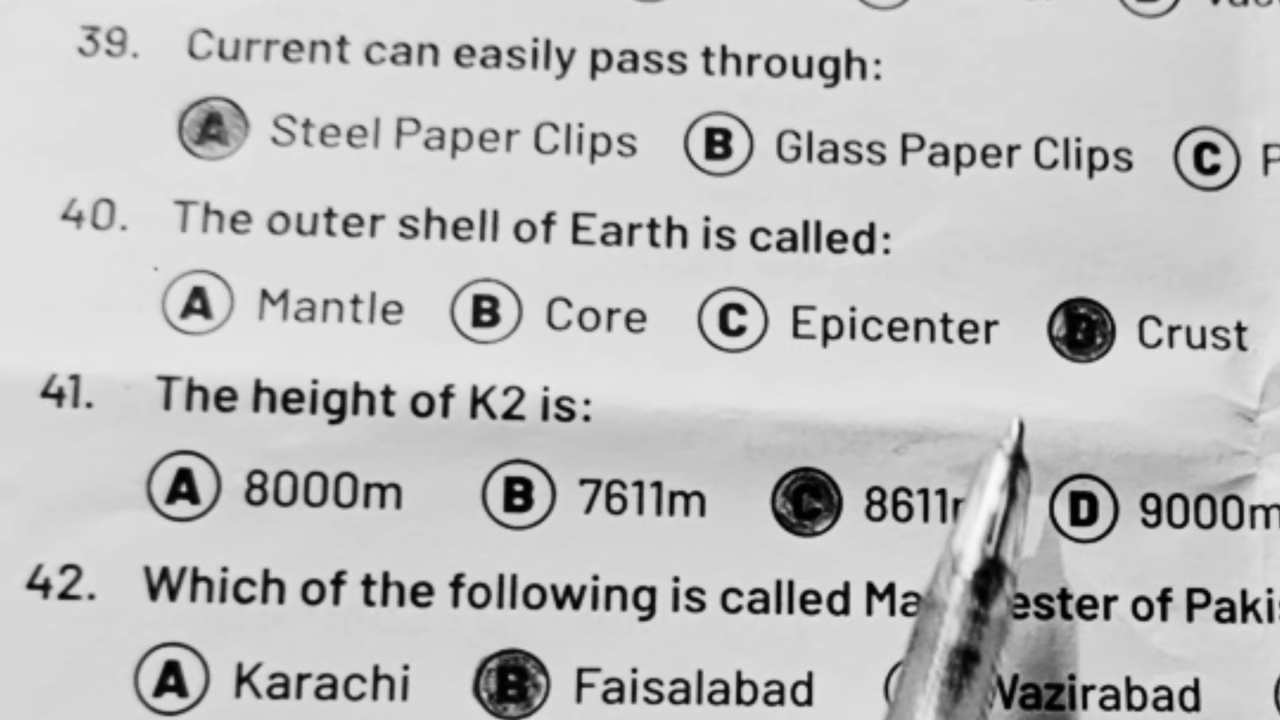 39. Current can easily pass through:
A Steel Paper Clips B Glass Paper Clips C
40. The outer shell of Earth is called:
A Mantle B Core C Epicenter D Crust
41. The height of K2 is:
A 8000m B 7611m C 8611 D 9000m
42. Which of the following is called of
A Karachi B Faisalabad Wazirabad